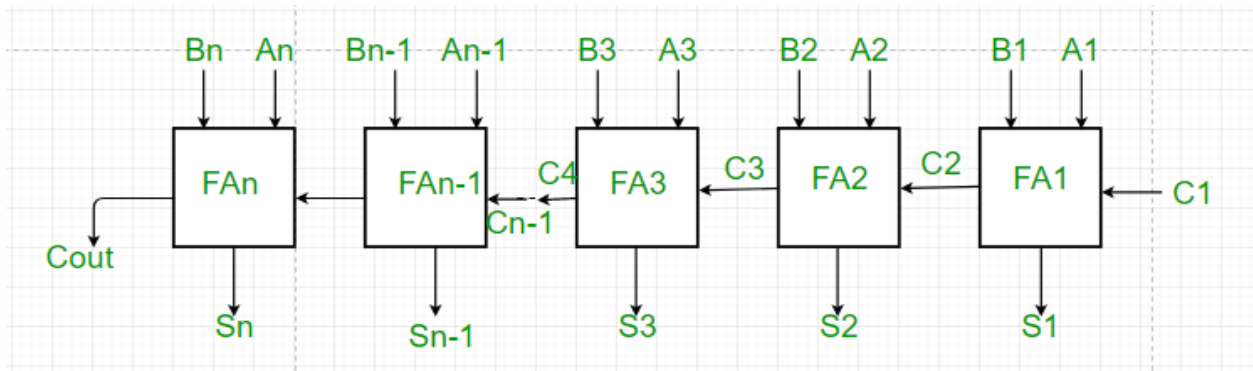 Bn An Bn-1 An-1 B3 A3 B2 A2 B1 A1
FAn FAn-1 C4 FA3 C3 FA2 C2 FA1 C1
Cn-1
Cout
Sn Sn-1 S3 S2 S1